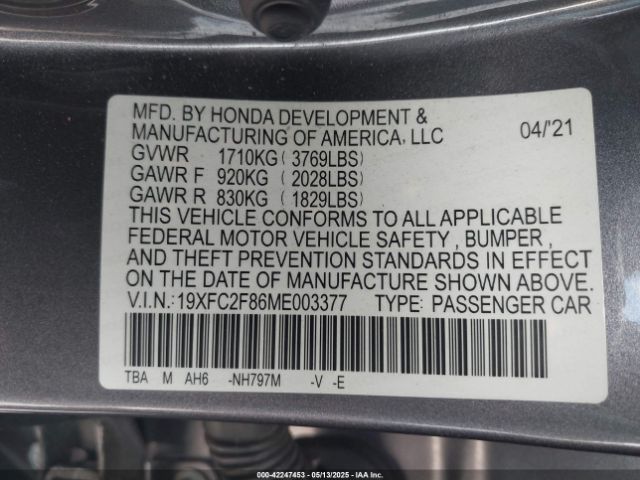 MFD. BY HONDA DEVELOPMENT &
MANUFACTURING OF AMERICA, LLC 04/'21
GVWR 1710KG ( 3769LBS)
GAWR F 920KG ( 2028LBS)
GAWR R 830KG ( 1829LBS)
THIS VEHICLE CONFORMS TO ALL APPLICABLE
FEDERAL MOTOR VEHICLE SAFETY , BUMPER ,
AND THEFT PREVENTION STANDARDS IN EFFECT
ON THE DATE OF MANUFACTURE SHOWN ABOVE.
V.I.N.:19XFC2F86ME003377 TYPE: PASSENGER CAR
TBA M AH6 -NH797M -V -E
000-42247453 - 05/13/2025 - IAA Inc.